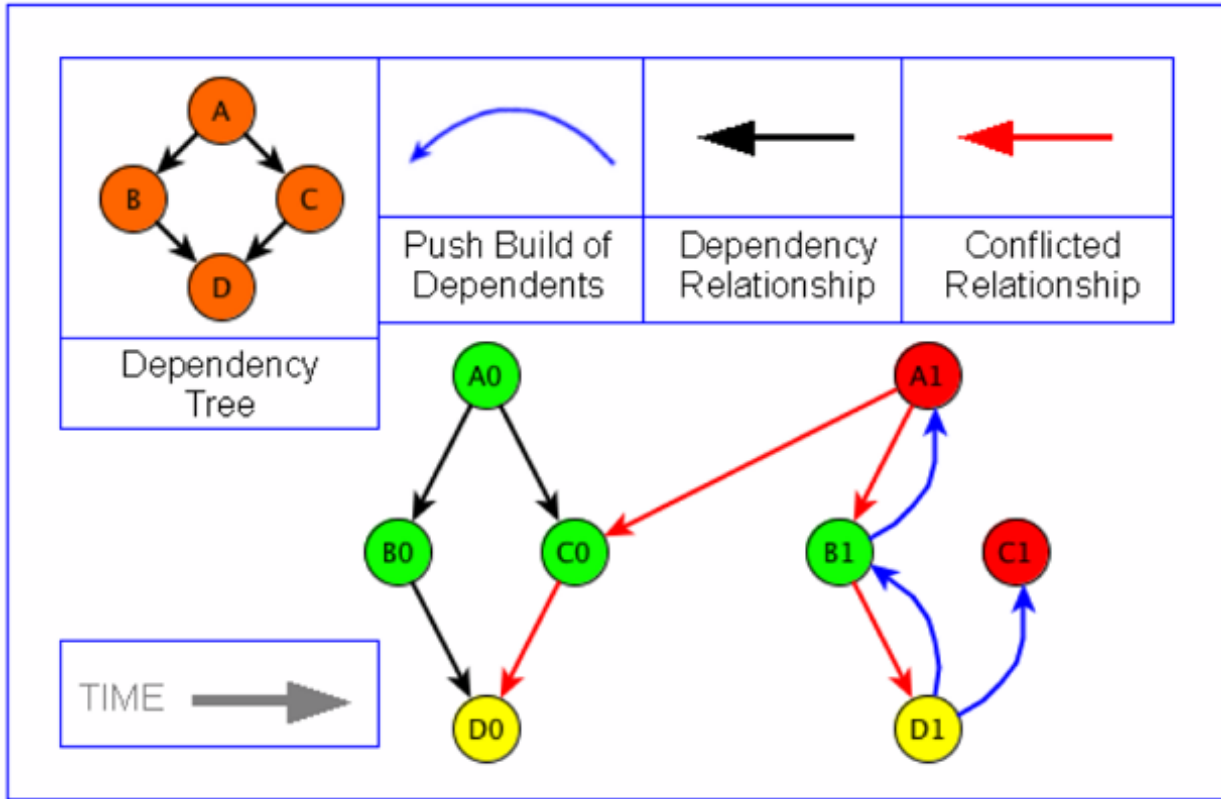 A
B
C
D
Dependency
Tree
Push Build of
Dependents
Dependency
Relationship
Conflicted
Relationship
A0
A1
B0
C0
B1
C1
TIME
D0
D1